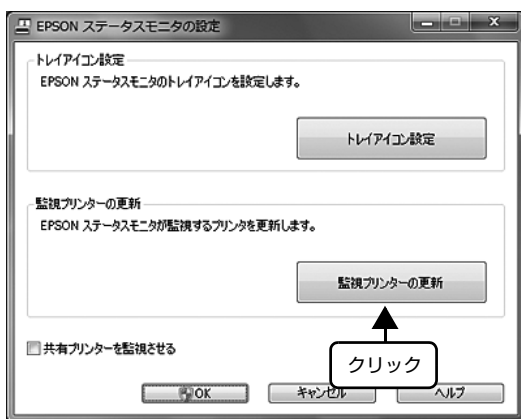 EPSON ステータスモニタの設定
トレイアイコン設定
EPSON ステータスモニタのトレイアイコンを設定します。
トレイアイコン設定
監視プリンターの更新
EPSON ステータスモニタが監視するプリンタを更新します。
監視プリンターの更新
共有プリンターを監視させる
クリック
OK
キャンセル
ヘルプ